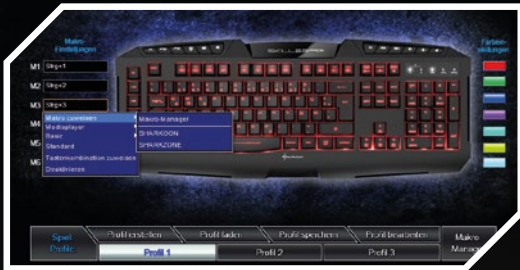 Makro
Einstellungen
M1 Strg+1
M2 Strg+2
M3 Strg+3
M4
M5
M6
Makro zuweisen
Mediaplayer
Basic
Standard
Tastenkombination zuweisen
Deaktivieren
Makro-Manager
SHARKOON
SHARKZONE
SKILLER PRO
Farbein-
stellungen
Spiel
Profile
Profil erstellen
Profil laden
Profil speichern
Profil bearbeiten
Profil 1
Profil 2
Profil 3
Makro
Manager